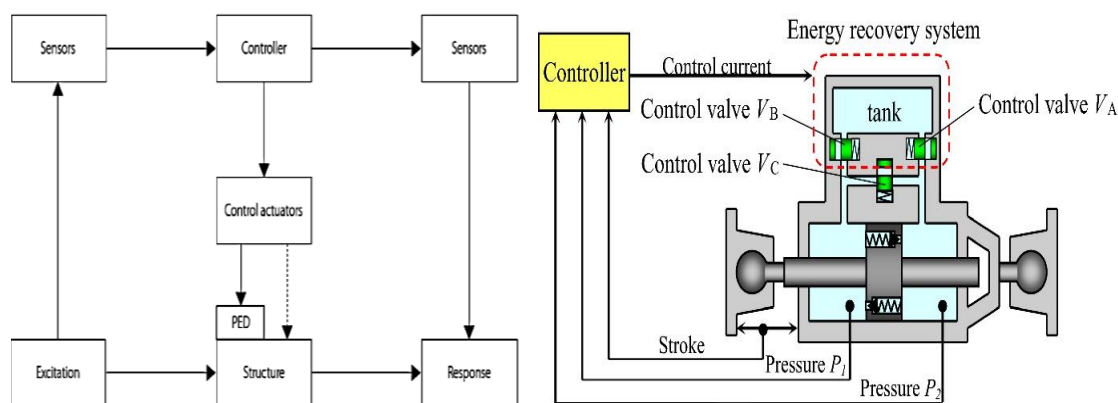 Sensors
Controller
Sensors
Control actuators
PED
Excitation
Structure
Response
Energy recovery system
Controller
Control current
tank
Control valve VB
Control valve VA
Control valve VC
Stroke
Pressure P1
Pressure P2